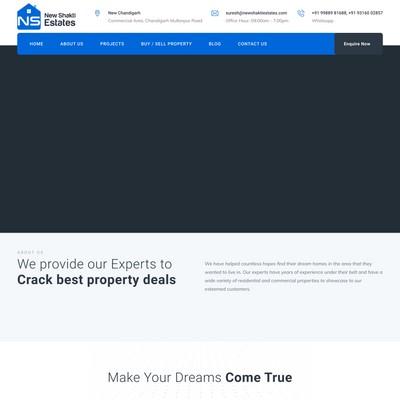 NS
New Shakti
Estates
New Chandigarh
Commercial Area, Chandigarh Mullanpur Road
suresh@newshaktiestates.com
Office Hour: 09:00am - 7:00pm
+91 99889 81688, +91 93160 02857
Whatsapp
HOME
ABOUT US
PROJECTS
BUY / SELL PROPERTY
BLOG
CONTACT US
Enquire Now
ABOUT US
We provide our Experts to
Crack best property deals
We have helped countless hopes find their dream homes in the area that they
wanted to live in. Our experts have years of experience under their belt and have a
wide variety of residential and commercial properties to showcase to our
esteemed customers.
Make Your Dreams Come True